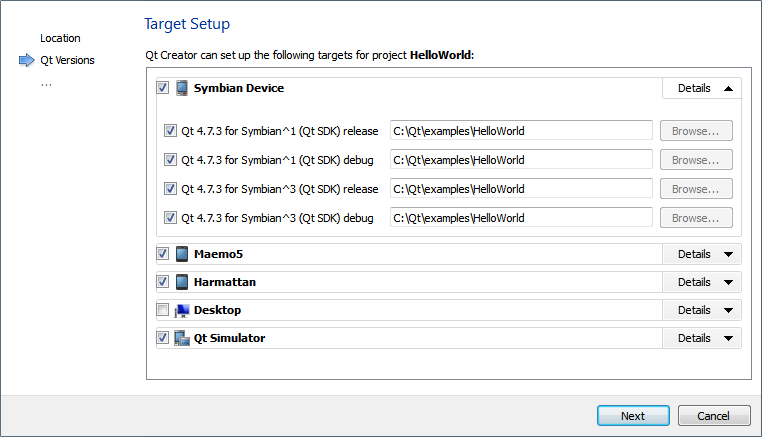 Target Setup
Location
Qt Versions
...
Qt Creator can set up the following targets for project HelloWorld:
Symbian Device Details
Qt 4.7.3 for Symbian^1 (Qt SDK) release C:\Qt\examples\HelloWorld Browse...
Qt 4.7.3 for Symbian^1 (Qt SDK) debug C:\Qt\examples\HelloWorld Browse...
Qt 4.7.3 for Symbian^3 (Qt SDK) release C:\Qt\examples\HelloWorld Browse...
Qt 4.7.3 for Symbian^3 (Qt SDK) debug C:\Qt\examples\HelloWorld Browse...
Maemo5 Details
Harmattan Details
Desktop Details
Qt Simulator Details
Next Cancel